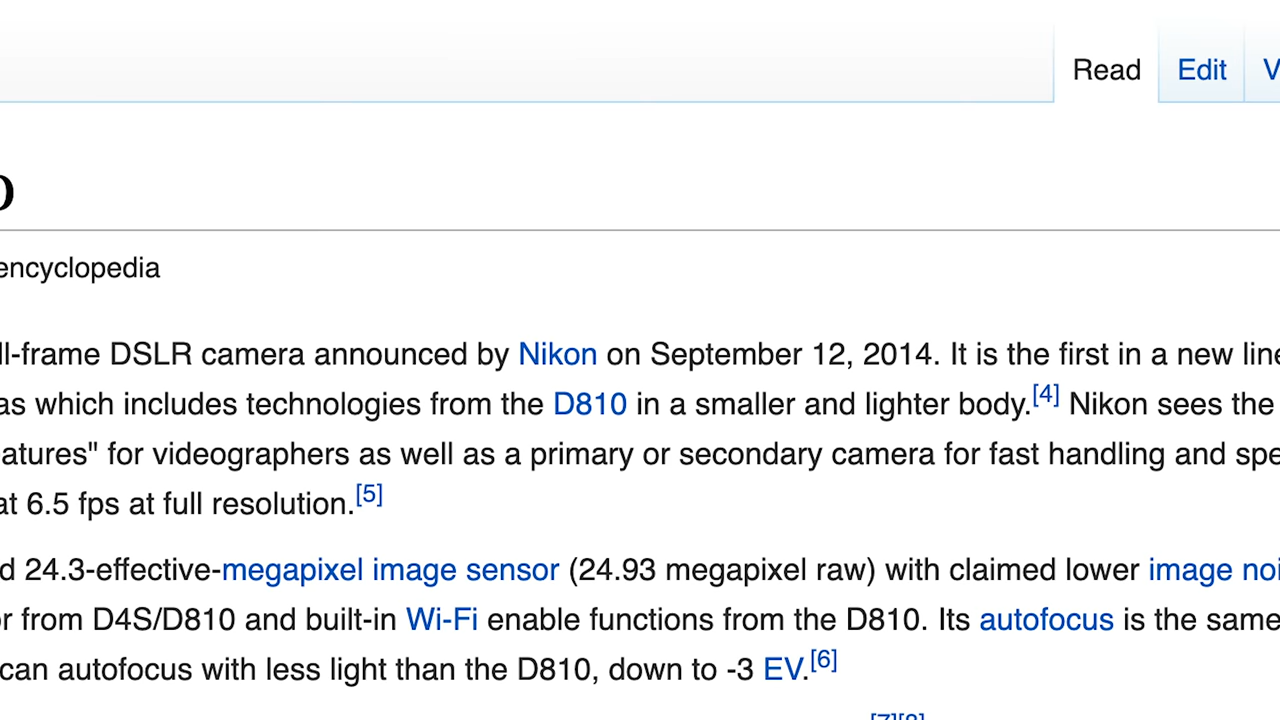 Read Edit V
encyclopedia
ll-frame DSLR camera announced by Nikon on September 12, 2014. It is the first in a new line
as which includes technologies from the D810 in a smaller and lighter body.[4] Nikon sees the
atures" for videographers as well as a primary or secondary camera for fast handling and spe
at 6.5 fps at full resolution.[5]
d 24.3-effective-megapixel image sensor (24.93 megapixel raw) with claimed lower image noi
r from D4S/D810 and built-in Wi-Fi enable functions from the D810. Its autofocus is the same
can autofocus with less light than the D810, down to -3 EV.[6]